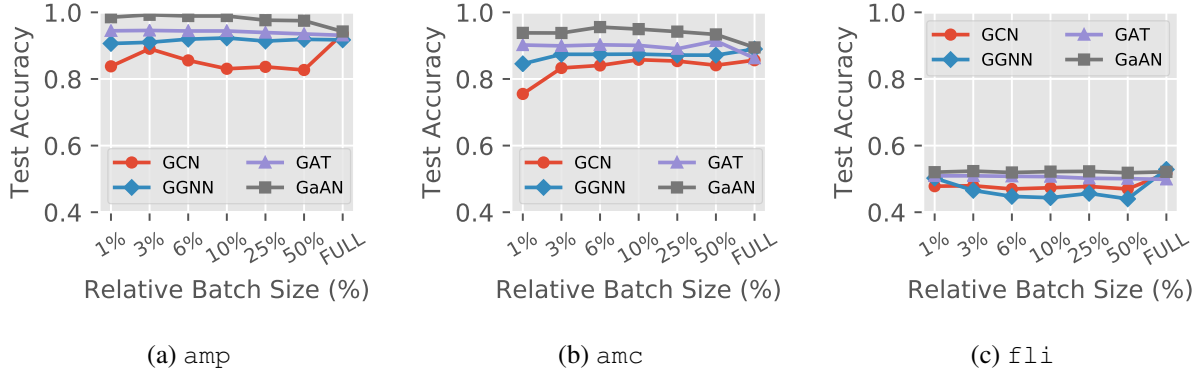 Test Accuracy
1.0
0.8
0.6
0.4
GCN GAT
GGNN GaAN
1% 3% 6% 10% 25% 50% FULL
Relative Batch Size (%)
(a) amp
Test Accuracy
1.0
0.8
0.6
0.4
GCN GAT
GGNN GaAN
1% 3% 6% 10% 25% 50% FULL
Relative Batch Size (%)
(b) amc
Test Accuracy
1.0
0.8
0.6
0.4
GCN GAT
GGNN GaAN
1% 3% 6% 10% 25% 50% FULL
Relative Batch Size (%)
(c) fli